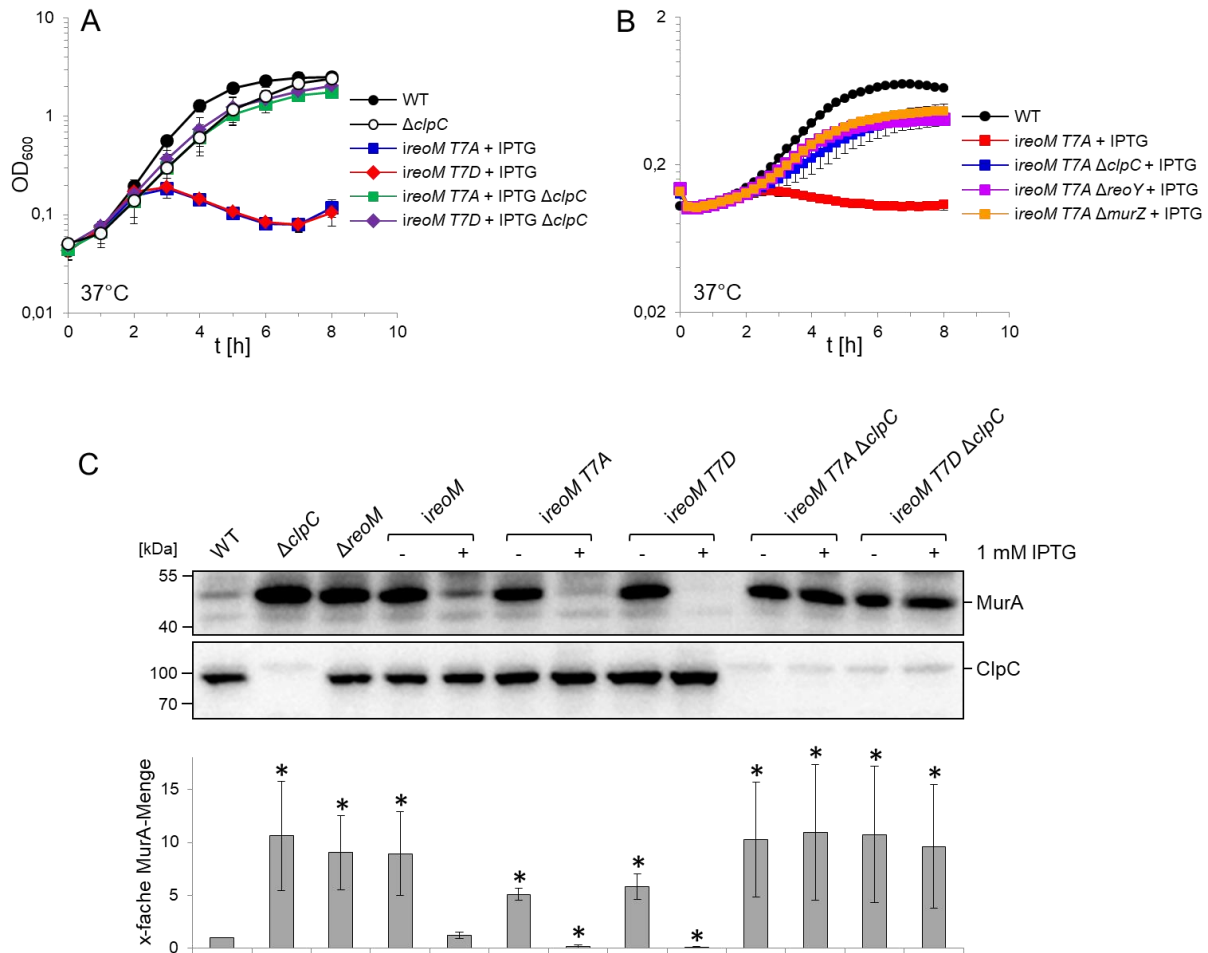 A
10
1
0,1
0,01
OD600
37°C
0 2 4 6 8 10
t [h]
WT
ΔclpC
ireoM T7A + IPTG
ireoM T7D + IPTG
ireoM T7A + IPTG ΔclpC
ireoM T7D + IPTG ΔclpC
B
2
0,2
0,02
37°C
0 2 4 6 8 10
t [h]
WT
ireoM T7A + IPTG
ireoM T7A ΔclpC + IPTG
ireoM T7A ΔreoY + IPTG
ireoM T7A ΔmurZ + IPTG
C
WT ΔclpC ΔreoM ireoM ireoM T7A ireoM T7D ireoM T7A ΔclpC ireoM T7D ΔclpC
[kDa] - + - + - + - + - + 1 mM IPTG
55
40
MurA
100
70
ClpC
x-fache MurA-Menge
15
10
5
0
* * * * * * * * * * *